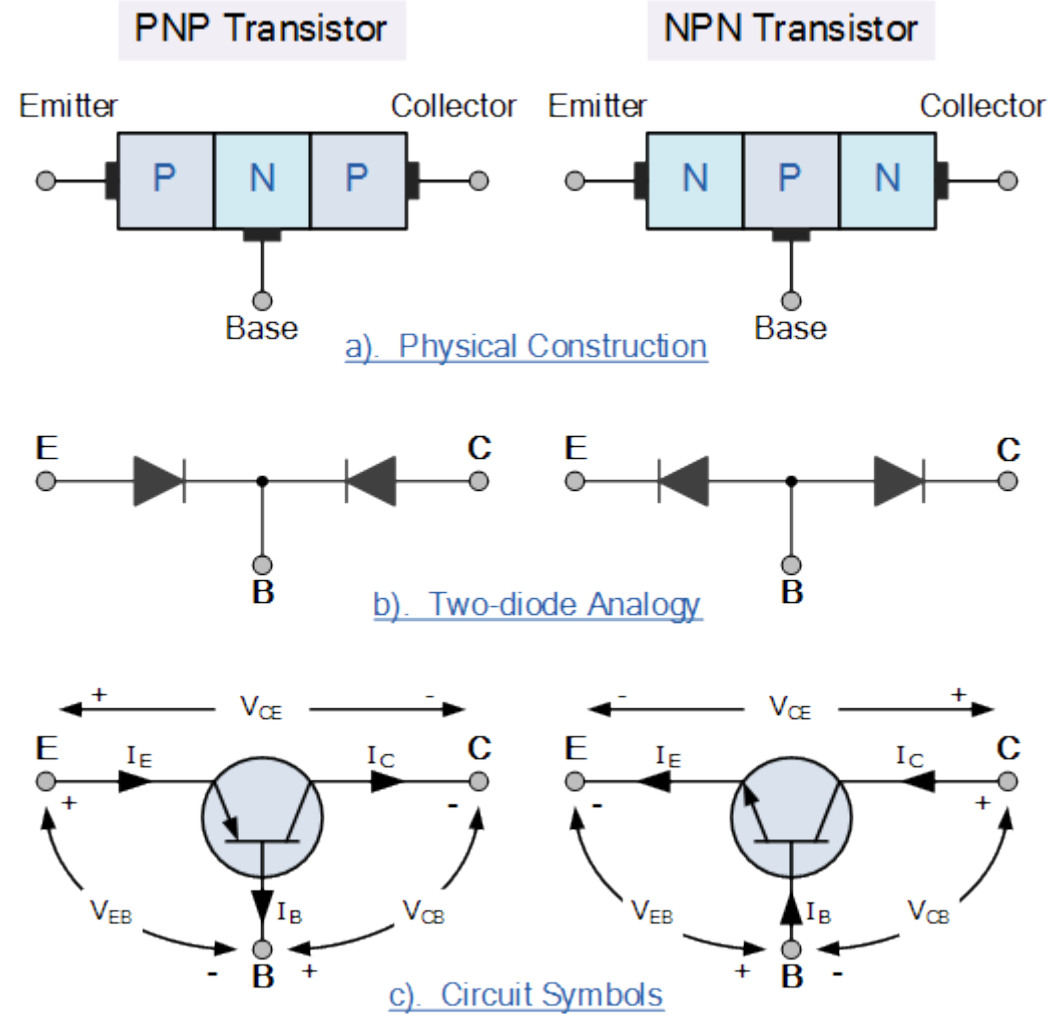 PNP Transistor NPN Transistor
Emitter Collector Emitter Collector
P N P N P N
Base Base
a). Physical Construction
E C E C
B B
b). Two-diode Analogy
+ VCE - - VCE +
E IE IC C E IE IC C
+ - - +
VEB IB VCB VEB IB VCB
- B + + B -
c). Circuit Symbols